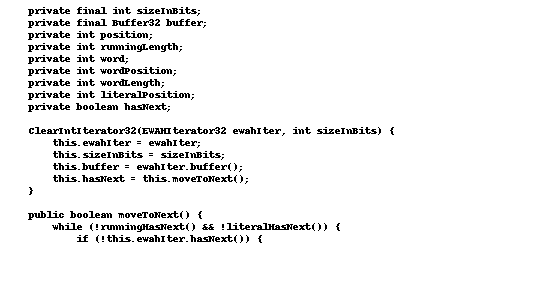 private final int sizeInBits;
private final Buffer32 buffer;
private int position;
private int runningLength;
private int word;
private int wordPosition;
private int wordLength;
private int literalPosition;
private boolean hasNext;
ClearIntIterator32(EWAHIterator32 ewahIter, int sizeInBits) {
this.ewahIter = ewahIter;
this.sizeInBits = sizeInBits;
this.buffer = ewahIter.buffer();
this.hasNext = this.moveToNext();
}
public boolean moveToNext() {
while (!runningHasNext() && !literalHasNext()) {
if (!this.ewahIter.hasNext()) {